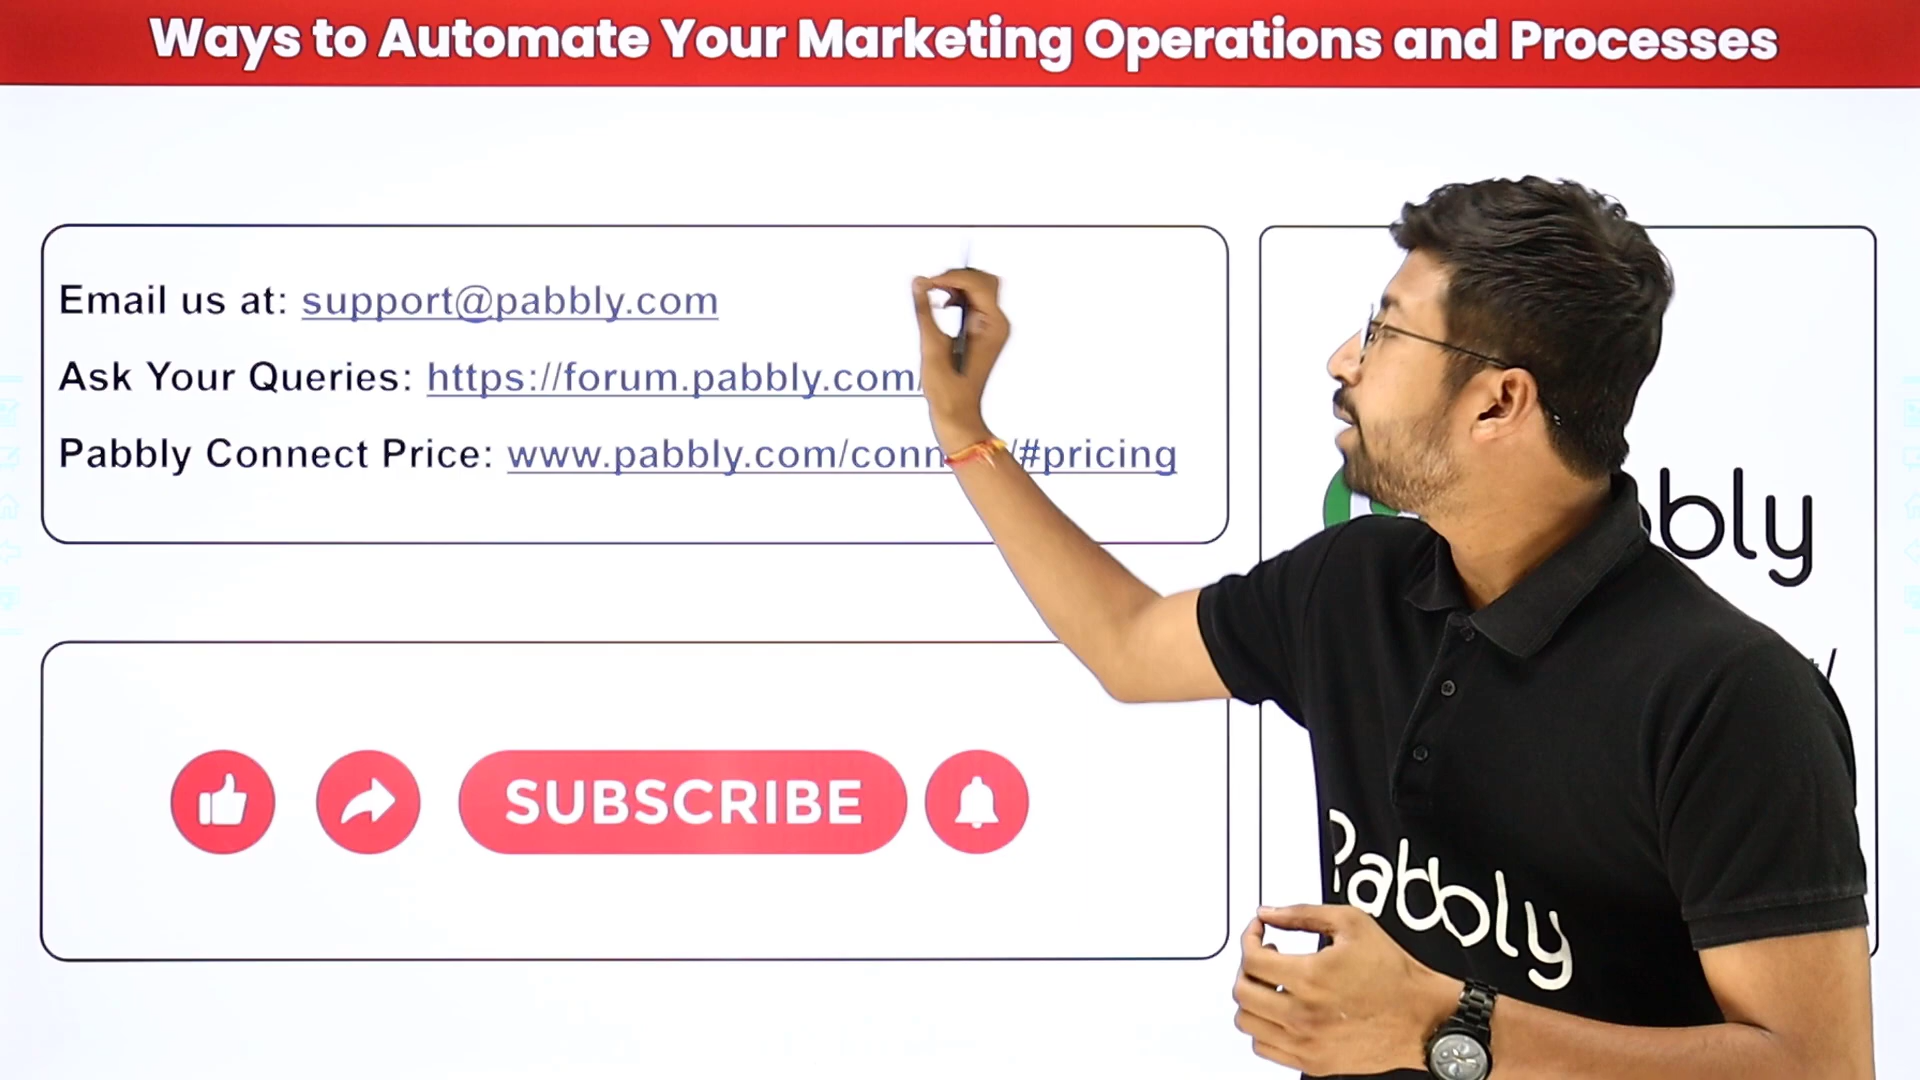 Ways to Automate Your Marketing Operations and Processes
Email us at: support@pabbly.com
Ask Your Queries: https://forum.pabbly.com/
Pabbly Connect Price: www.pabbly.com/conn /#pricing
bbly
SUBSCRIBE
Pabbly